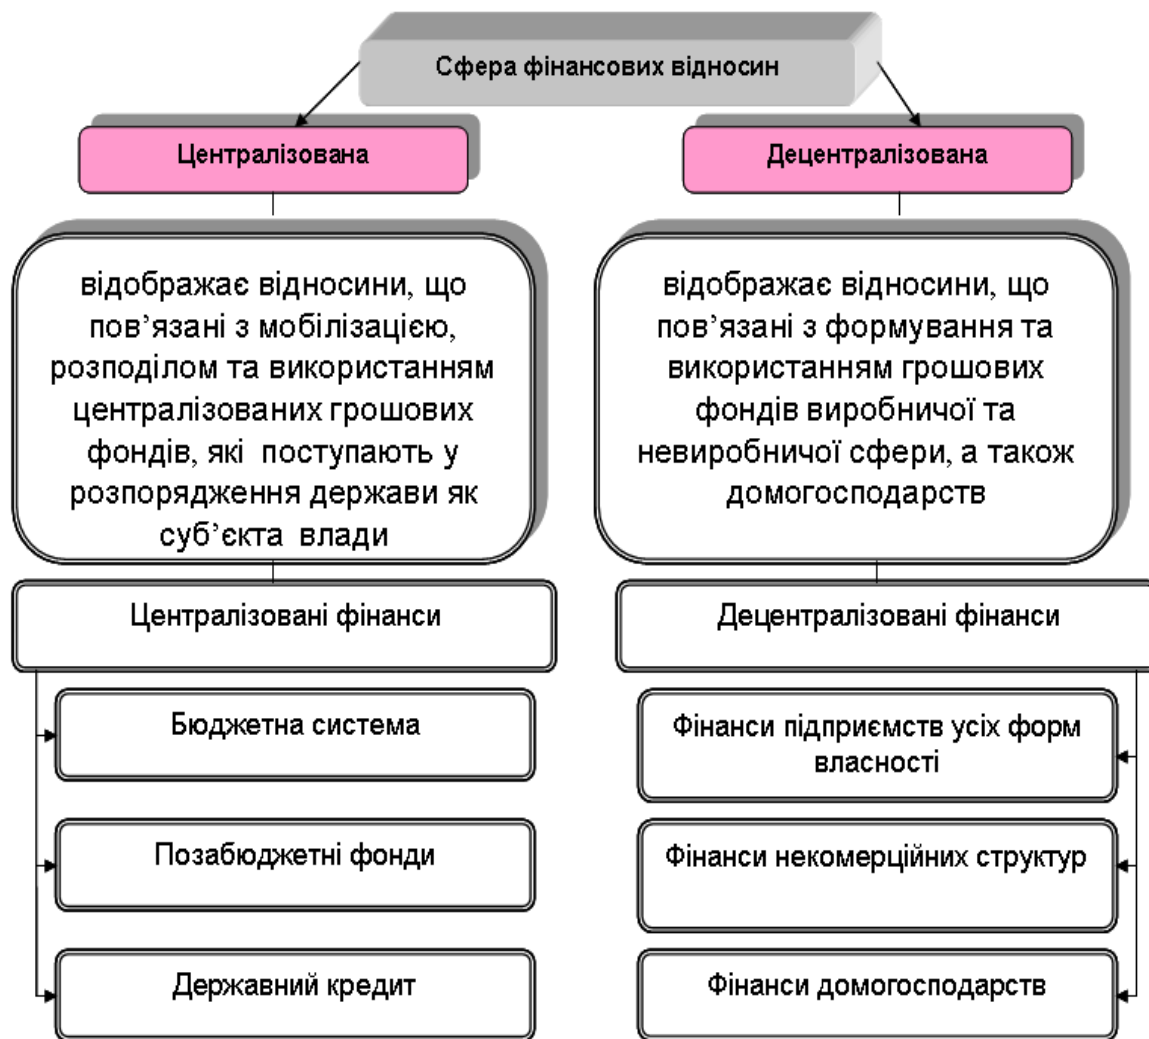 Сфера фінансових відносин
Централізована
Децентралізована
відображає відносини, що
пов’язані з мобілізацією,
розподілом та використанням
централізованих грошових
фондів, які поступають у
розпорядження держави як
суб’єкта влади
відображає відносини, що
пов’язані з формування та
використанням грошових
фондів виробничої та
невиробничої сфери, а також
домогосподарств
Централізовані фінанси
Децентралізовані фінанси
Бюджетна система
Позабюджетні фонди
Державний кредит
Фінанси підприємств усіх форм
власності
Фінанси некомерційних структур
Фінанси домогосподарств